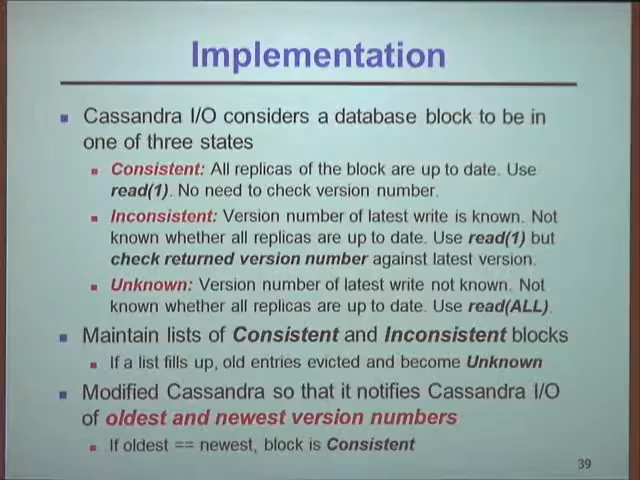 Implementation
Cassandra I/O considers a database block to be in
one of three states
Consistent: All replicas of the block are up to date. Use
read(1). No need to check version number.
Inconsistent: Version number of latest write is known. Not
known whether all replicas are up to date. Use read(1) but
check returned version number against latest version.
Unknown: Version number of latest write not known. Not
known whether all replicas are up to date. Use read(ALL).
Maintain lists of Consistent and Inconsistent blocks
If a list fills up, old entries evicted and become Unknown
Modified Cassandra so that it notifies Cassandra I/O
of oldest and newest version numbers
If oldest == newest, block is Consistent
39